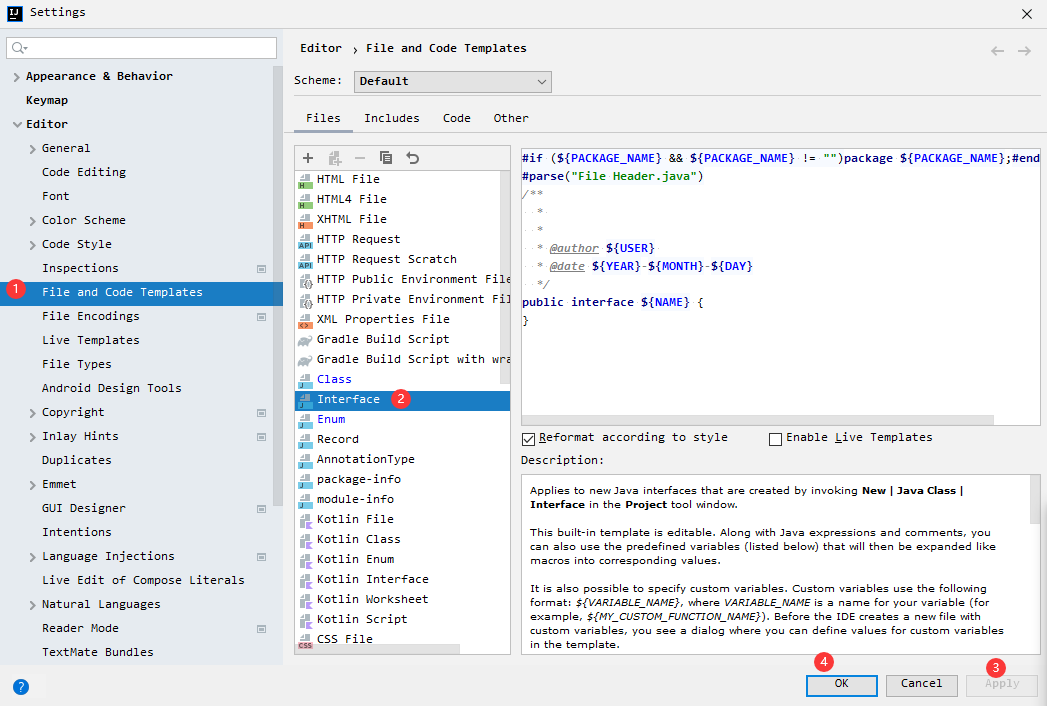 Settings
Editor › File and Code Templates
Scheme: Default
Files Includes Code Other
Appearance & Behavior
Keymap
Editor
General
Code Editing
Font
Color Scheme
Code Style
Inspections
1 File and Code Templates
File Encodings
Live Templates
File Types
Android Design Tools
Copyright
Inlay Hints
Duplicates
Emmet
GUI Designer
Intentions
Language Injections
Live Edit of Compose Literals
Natural Languages
Reader Mode
TextMate Bundles
HTML File
HTML4 File
XHTML File
HTTP Request
HTTP Request Scratch
HTTP Public Environment File
HTTP Private Environment Fil
XML Properties File
Gradle Build Script
Gradle Build Script with wra
Class
Interface 2
Enum
Record
AnnotationType
package-info
module-info
Kotlin File
Kotlin Class
Kotlin Enum
Kotlin Interface
Kotlin Worksheet
Kotlin Script
CSS File
#if (${PACKAGE_NAME} && ${PACKAGE_NAME} != "")package ${PACKAGE_NAME};#end
#parse("File Header.java")
/**
*
*
* @author ${USER}
* @date ${YEAR}-${MONTH}-${DAY}
*/
public interface ${NAME} {
}
Reformat according to style Enable Live Templates
Description:
Applies to new Java interfaces that are created by invoking New | Java Class |
Interface in the Project tool window.
This built-in template is editable. Along with Java expressions and comments, you
can also use the predefined variables (listed below) that will then be expanded like
macros into corresponding values.
It is also possible to specify custom variables. Custom variables use the following
format: ${VARIABLE_NAME}, where VARIABLE_NAME is a name for your variable (for
example, ${MY_CUSTOM_FUNCTION_NAME}). Before the IDE creates a new file with
custom variables, you see a dialog where you can define values for custom variables
in the template.
4 3
? OK Cancel Apply